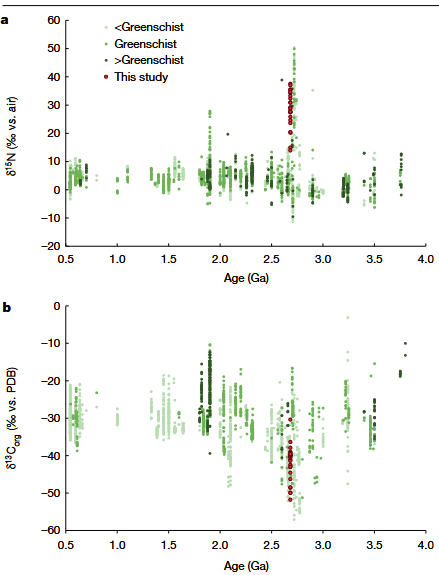 a
<Greenschist
Greenschist
>Greenschist
This study
δ¹⁵N (‰ vs. air)
60
50
40
30
20
10
0
−10
−20
0.5 1.0 1.5 2.0 2.5 3.0 3.5 4.0
Age (Ga)
b
δ¹³Corg (‰ vs. PDB)
0
−10
−20
−30
−40
−50
−60
0.5 1.0 1.5 2.0 2.5 3.0 3.5 4.0
Age (Ga)